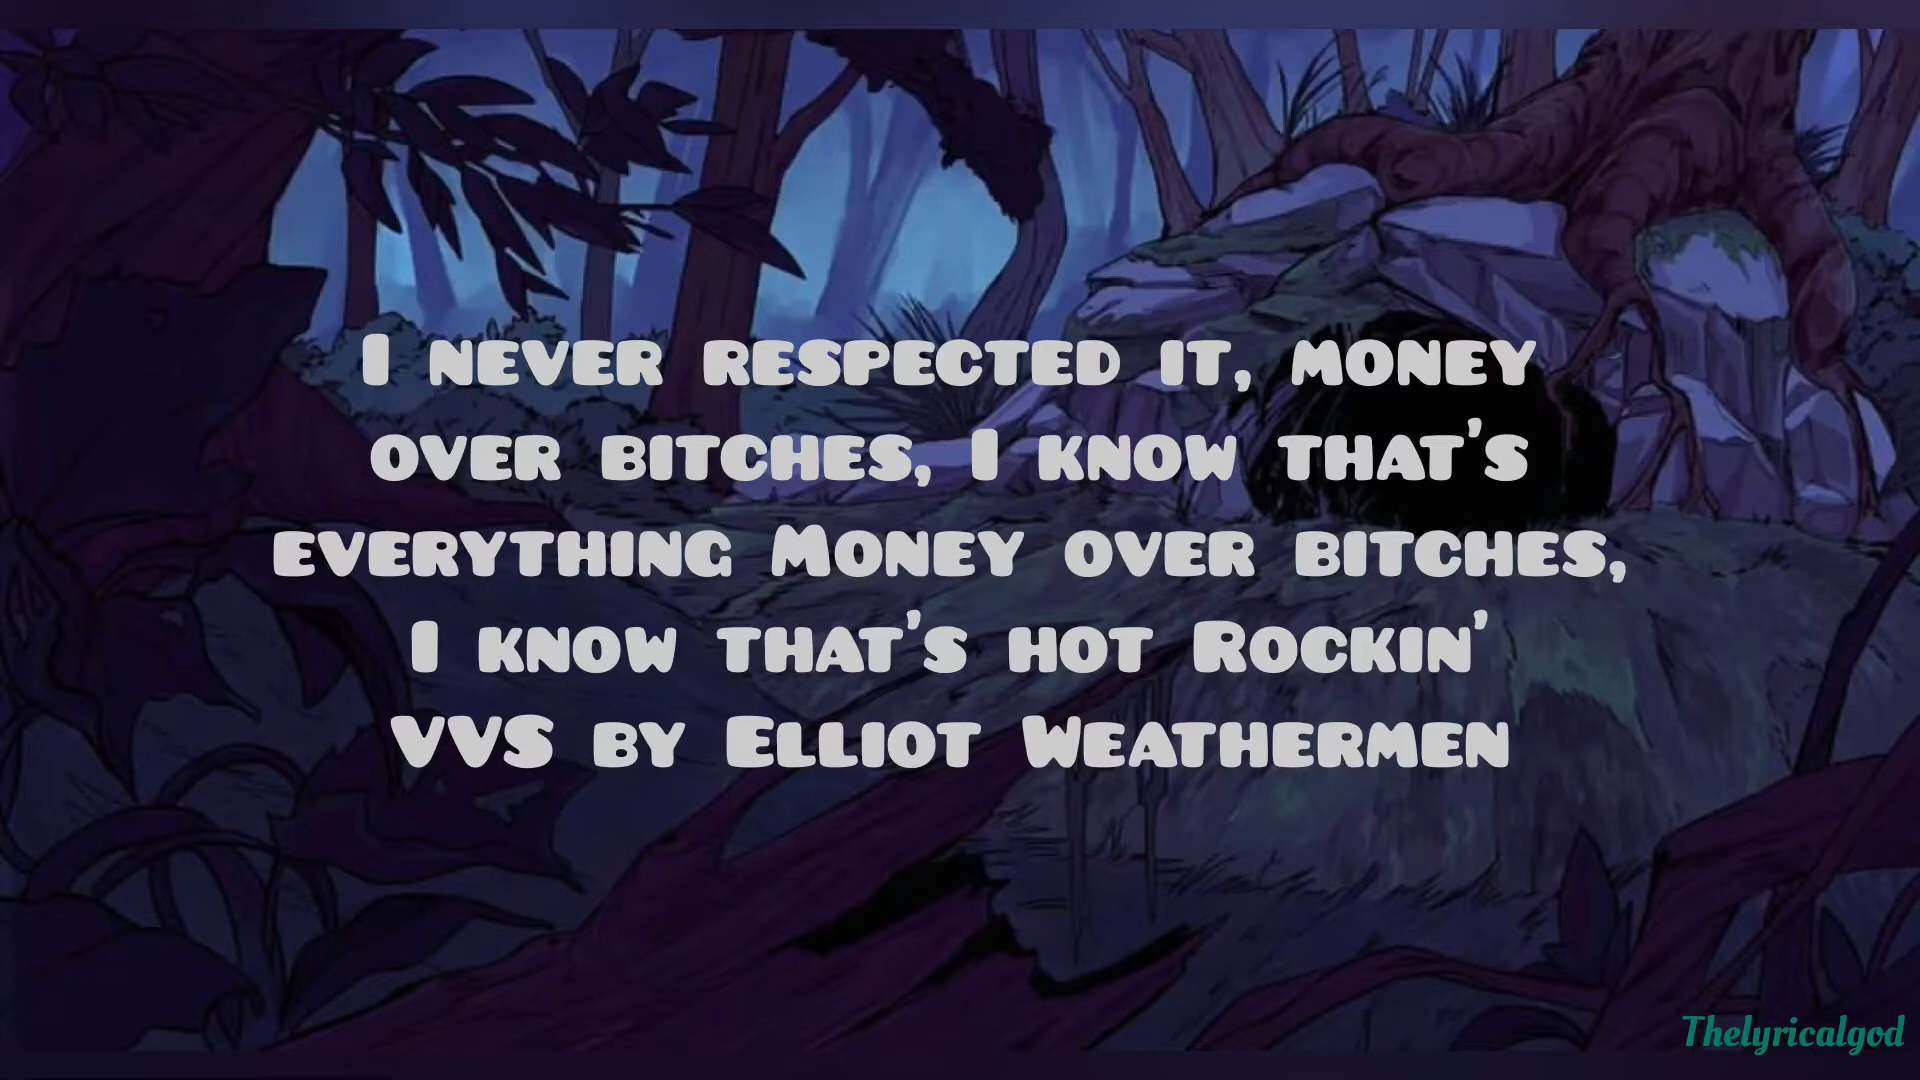 I never respected it, money
over bitches, I know that's
everything Money over bitches,
I know that's hot Rockin'
VVS by Elliot Weathermen
Thelyricalgod